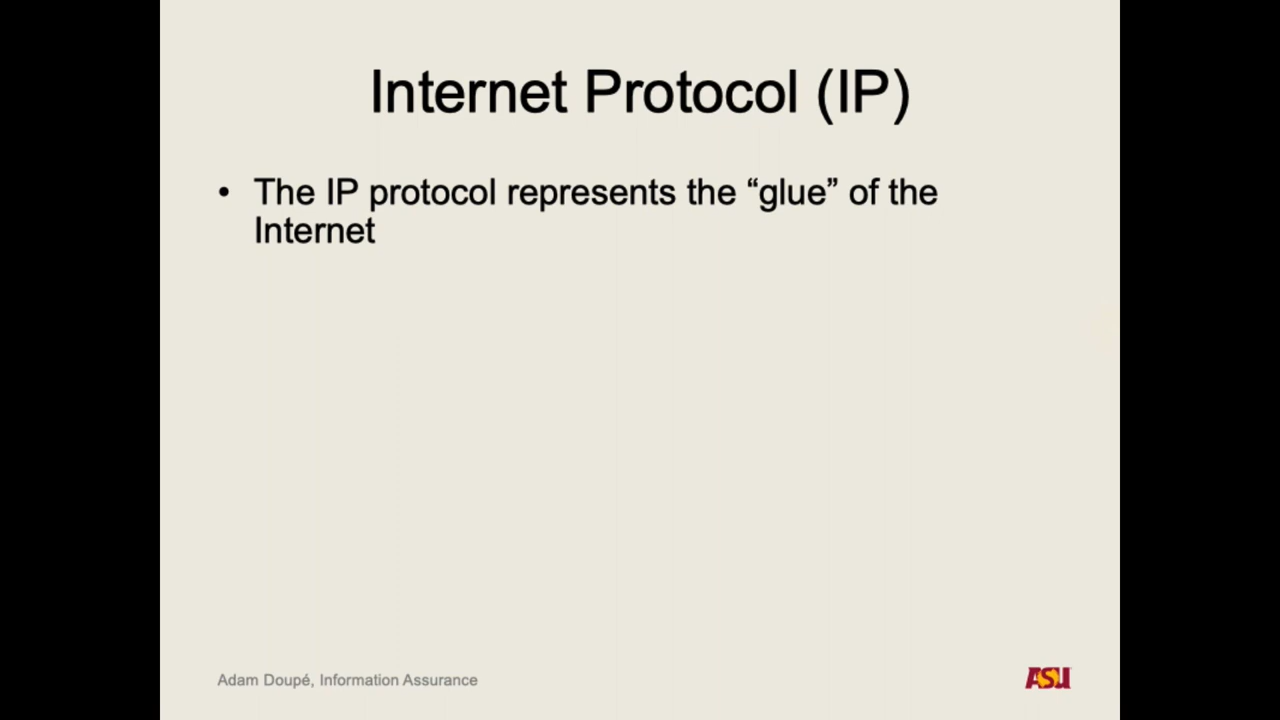 Internet Protocol (IP)
• The IP protocol represents the “glue” of the
Internet
Adam Doupé, Information Assurance
ASU